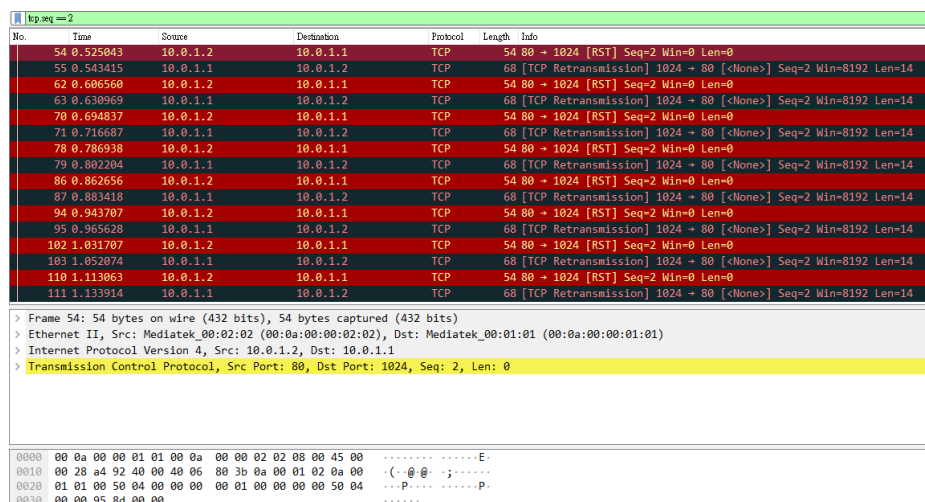 tcp.seq == 2
No. Time Source Destination Protocol Length Info
54 0.525043 10.0.1.2 10.0.1.1 TCP 54 80 → 1024 [RST] Seq=2 Win=0 Len=0
55 0.543415 10.0.1.1 10.0.1.2 TCP 68 [TCP Retransmission] 1024 → 80 [<None>] Seq=2 Win=8192 Len=14
62 0.606560 10.0.1.2 10.0.1.1 TCP 54 80 → 1024 [RST] Seq=2 Win=0 Len=0
63 0.630969 10.0.1.1 10.0.1.2 TCP 68 [TCP Retransmission] 1024 → 80 [<None>] Seq=2 Win=8192 Len=14
70 0.694837 10.0.1.2 10.0.1.1 TCP 54 80 → 1024 [RST] Seq=2 Win=0 Len=0
71 0.716687 10.0.1.1 10.0.1.2 TCP 68 [TCP Retransmission] 1024 → 80 [<None>] Seq=2 Win=8192 Len=14
78 0.786938 10.0.1.2 10.0.1.1 TCP 54 80 → 1024 [RST] Seq=2 Win=0 Len=0
79 0.802204 10.0.1.1 10.0.1.2 TCP 68 [TCP Retransmission] 1024 → 80 [<None>] Seq=2 Win=8192 Len=14
86 0.862656 10.0.1.2 10.0.1.1 TCP 54 80 → 1024 [RST] Seq=2 Win=0 Len=0
87 0.883418 10.0.1.1 10.0.1.2 TCP 68 [TCP Retransmission] 1024 → 80 [<None>] Seq=2 Win=8192 Len=14
94 0.943707 10.0.1.2 10.0.1.1 TCP 54 80 → 1024 [RST] Seq=2 Win=0 Len=0
95 0.965628 10.0.1.1 10.0.1.2 TCP 68 [TCP Retransmission] 1024 → 80 [<None>] Seq=2 Win=8192 Len=14
102 1.031707 10.0.1.2 10.0.1.1 TCP 54 80 → 1024 [RST] Seq=2 Win=0 Len=0
103 1.052074 10.0.1.1 10.0.1.2 TCP 68 [TCP Retransmission] 1024 → 80 [<None>] Seq=2 Win=8192 Len=14
110 1.113063 10.0.1.2 10.0.1.1 TCP 54 80 → 1024 [RST] Seq=2 Win=0 Len=0
111 1.133914 10.0.1.1 10.0.1.2 TCP 68 [TCP Retransmission] 1024 → 80 [<None>] Seq=2 Win=8192 Len=14
> Frame 54: 54 bytes on wire (432 bits), 54 bytes captured (432 bits)
> Ethernet II, Src: Mediatek_00:02:02 (00:0a:00:00:02:02), Dst: Mediatek_00:01:01 (00:0a:00:00:01:01)
> Internet Protocol Version 4, Src: 10.0.1.2, Dst: 10.0.1.1
> Transmission Control Protocol, Src Port: 80, Dst Port: 1024, Seq: 2, Len: 0
0000 00 0a 00 00 01 01 00 0a 00 00 02 02 08 00 45 00 ········ ······E·
0010 00 28 a4 92 40 00 40 06 80 3b 0a 00 01 02 0a 00 ·(··@·@· ·;······
0020 01 01 00 50 04 00 00 00 00 01 00 00 00 00 50 04 ···P···· ······P·
0030 00 00 95 8d 00 00 ······